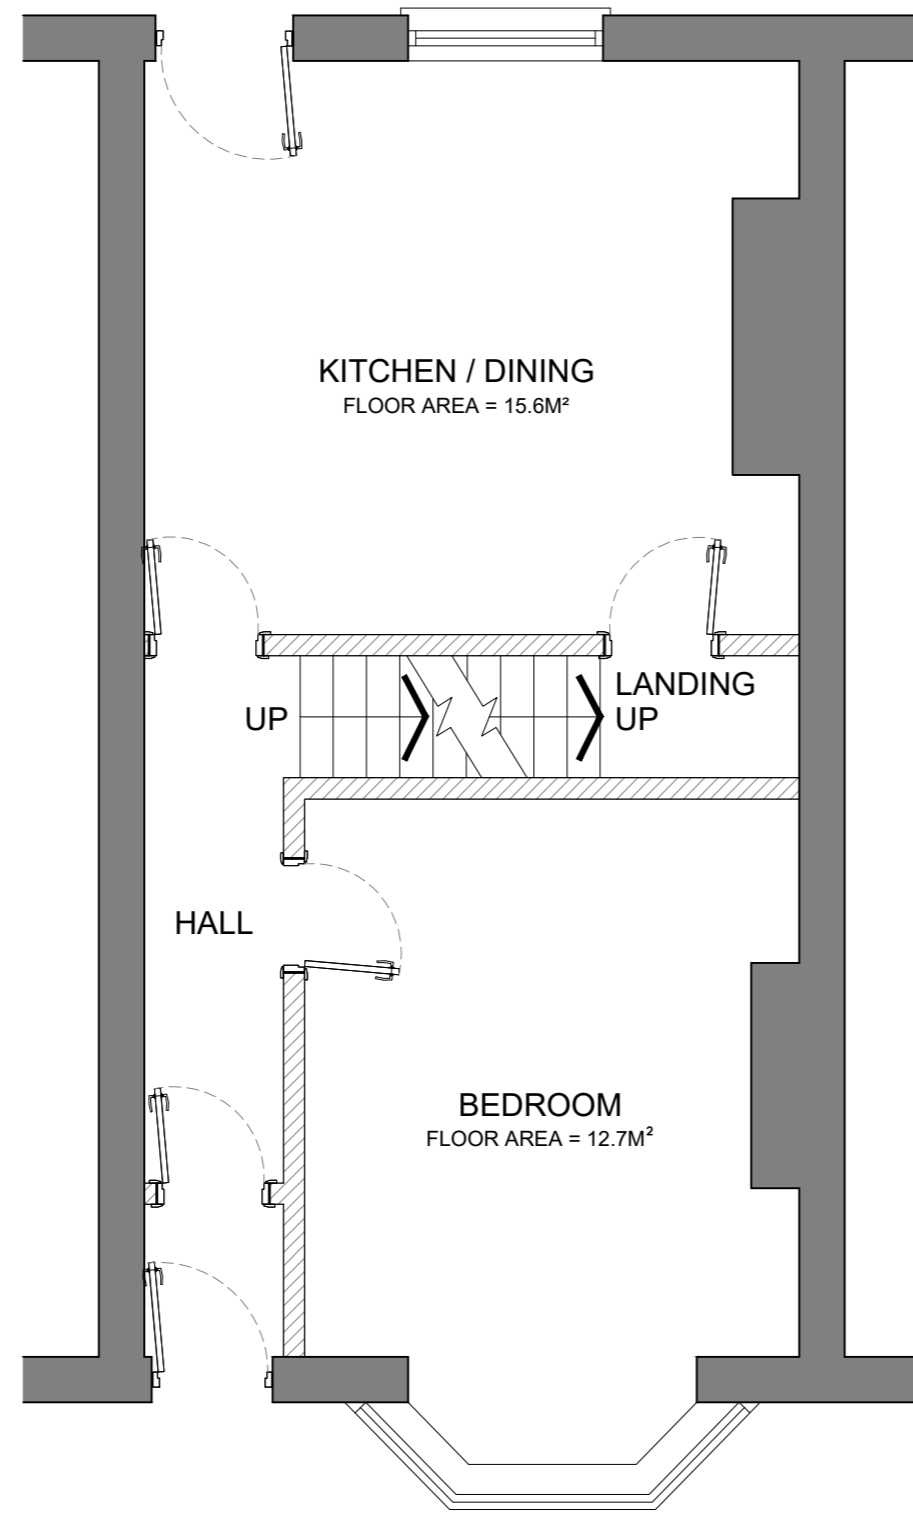 KITCHEN / DINING
FLOOR AREA = 15.6M²
LANDING
UP
UP
HALL
BEDROOM
FLOOR AREA = 12.7M²